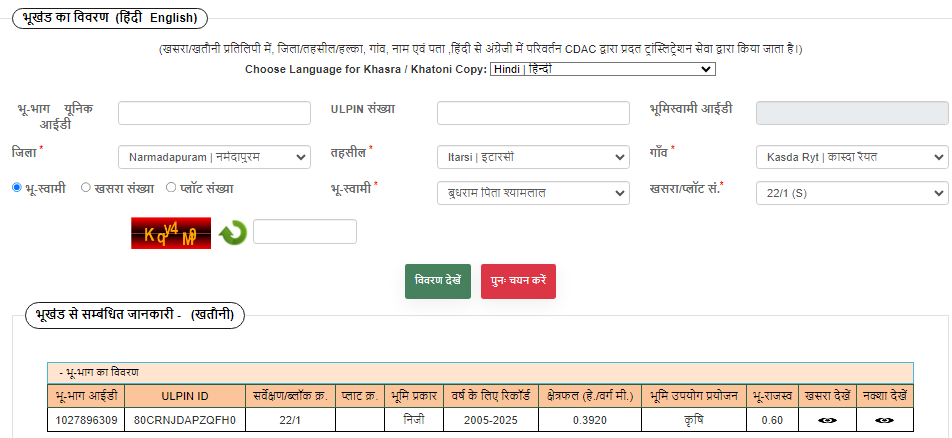 भूखंड का विवरण (हिंदी English)
(खसरा/खतौनी प्रतिलिपी में, जिला/तहसील/हल्का, गांव, नाम एवं पता ,हिंदी से अंग्रेजी में परिवर्तन CDAC द्वारा प्रदत ट्रांस्लिट्रेशन सेवा द्वारा किया जाता है।)
Choose Language for Khasra / Khatoni Copy: Hindi | हिन्दी
भू-भाग यूनिक आईडी ULPIN संख्या भूमिस्वामी आईडी
जिला * Narmadapuram | नर्मदापुरम तहसील * Itarsi | इटारसी गाँव * Kasda Ryt | कास्दा रैयत
भू-स्वामी खसरा संख्या प्लॉट संख्या भू-स्वामी * बुधराम पिता श्यामलाल खसरा/प्लॉट सं.* 22/1 (S)
Kqy4M9
विवरण देखें पुनः चयन करें
भूखंड से सम्बंधित जानकारी - (खतौनी)
- भू-भाग का विवरण
भू-भाग आईडी ULPIN ID सर्वेक्षण/ब्लॉक क्र. प्लाट क्र. भूमि प्रकार वर्ष के लिए रिकॉर्ड क्षेत्रफल (हे./वर्ग मी.) भूमि उपयोग प्रयोजन भू-राजस्व खसरा देखें नक्शा देखें
1027896309 80CRNJDAPZQFH0 22/1 निजी 2005-2025 0.3920 कृषि 0.60